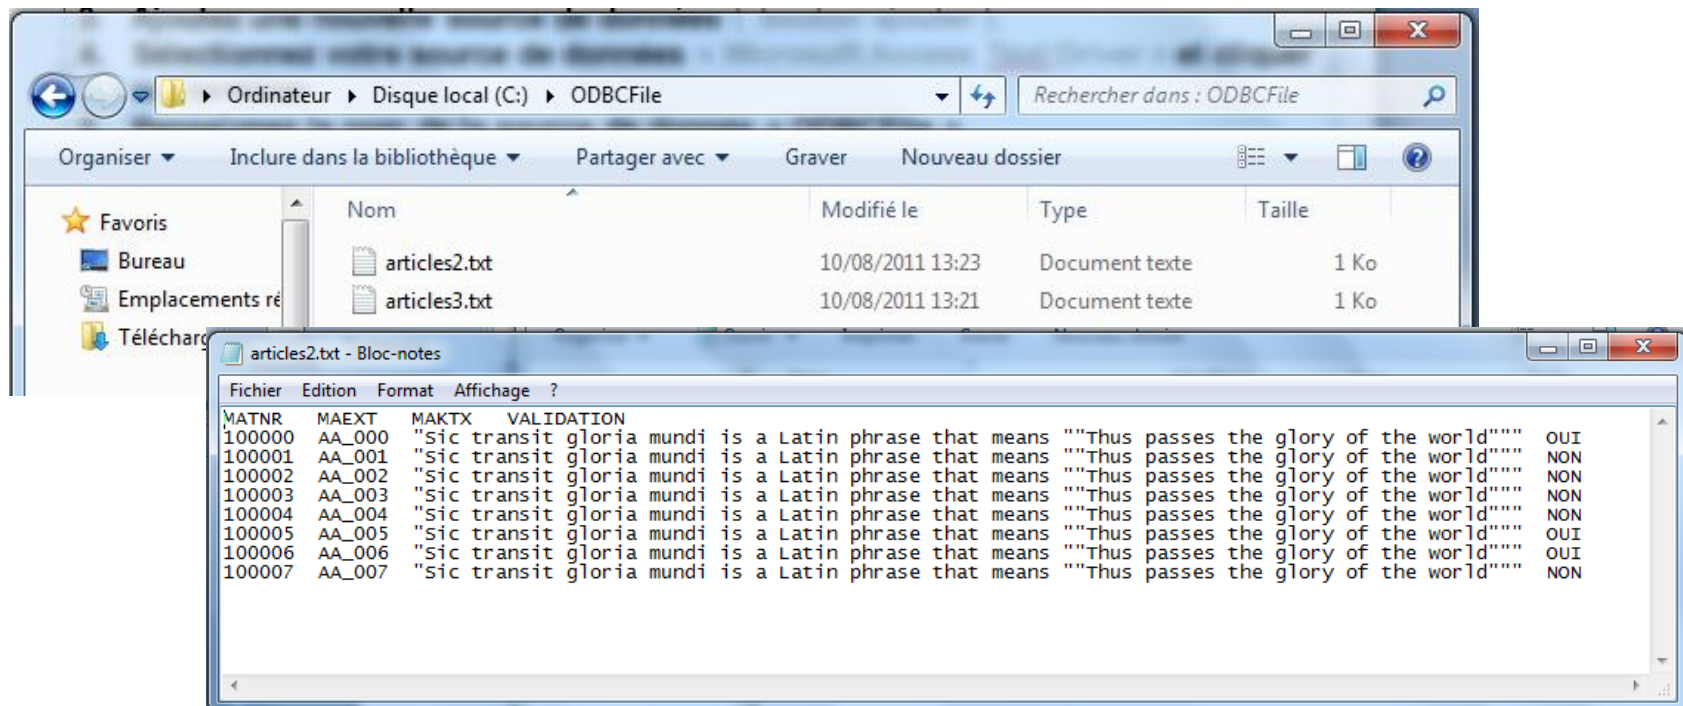 Sélectionnez votre source de données et cliquer
Ordinateur Disque local (C:) ODBCFile Rechercher dans : ODBCFile
Organiser Inclure dans la bibliothèque Partager avec Graver Nouveau dossier
Favoris Nom Modifié le Type Taille
Bureau articles2.txt 10/08/2011 13:23 Document texte 1 Ko
Emplacements ré articles3.txt 10/08/2011 13:21 Document texte 1 Ko
Télécharg
articles2.txt - Bloc-notes
Fichier Edition Format Affichage ?
MATNR MAEXT MAKTX VALIDATION
100000 AA_000 "Sic transit gloria mundi is a Latin phrase that means ""Thus passes the glory of the world""" OUI
100001 AA_001 "Sic transit gloria mundi is a Latin phrase that means ""Thus passes the glory of the world""" NON
100002 AA_002 "Sic transit gloria mundi is a Latin phrase that means ""Thus passes the glory of the world""" NON
100003 AA_003 "Sic transit gloria mundi is a Latin phrase that means ""Thus passes the glory of the world""" NON
100004 AA_004 "Sic transit gloria mundi is a Latin phrase that means ""Thus passes the glory of the world""" NON
100005 AA_005 "Sic transit gloria mundi is a Latin phrase that means ""Thus passes the glory of the world""" OUI
100006 AA_006 "Sic transit gloria mundi is a Latin phrase that means ""Thus passes the glory of the world""" OUI
100007 AA_007 "Sic transit gloria mundi is a Latin phrase that means ""Thus passes the glory of the world""" NON